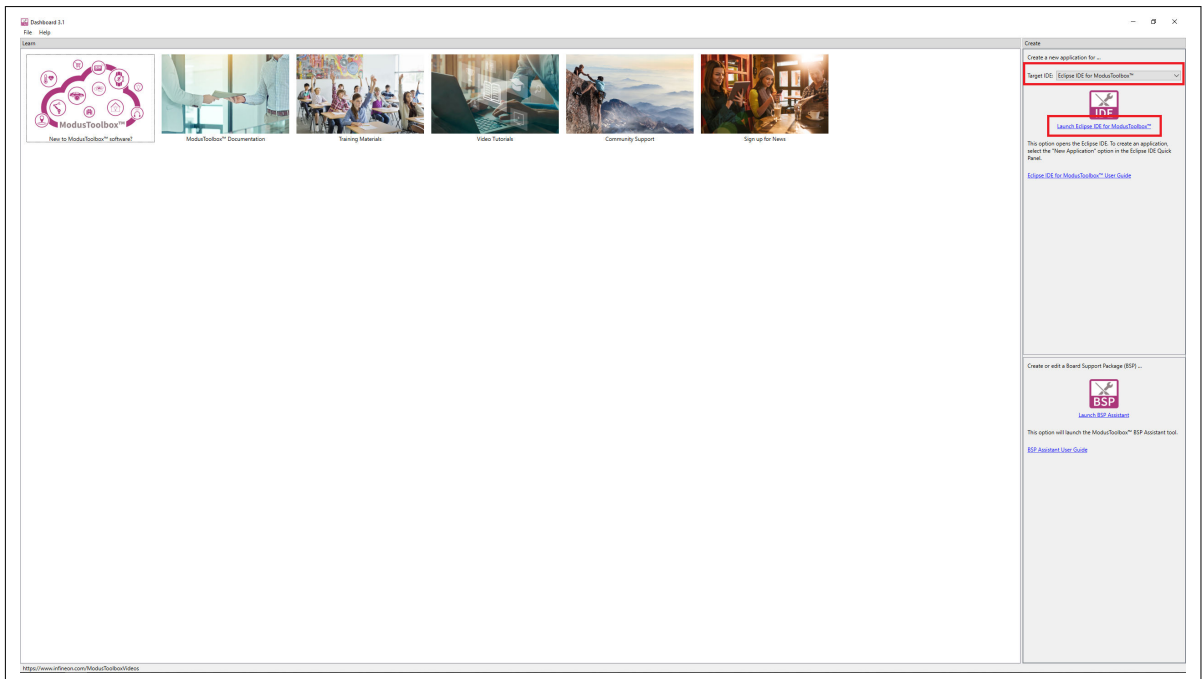 Dashboard 3.1
File Help
Learn
ModusToolbox™
New to ModusToolbox™ software?
ModusToolbox™ Documentation
Training Materials
Video Tutorials
Community Support
Sign up for News
Create
Create a new application for ...
Target IDE: Eclipse IDE for ModusToolbox™
IDE
Launch Eclipse IDE for ModusToolbox™
This option opens the Eclipse IDE. To create an application,
select the "New Application" option in the Eclipse IDE Quick
Panel.
Eclipse IDE for ModusToolbox™ User Guide
Create or edit a Board Support Package (BSP) ...
BSP
Launch BSP Assistant
This option will launch the ModusToolbox™ BSP Assistant tool.
BSP Assistant User Guide
https://www.infineon.com/ModusToolboxVideos